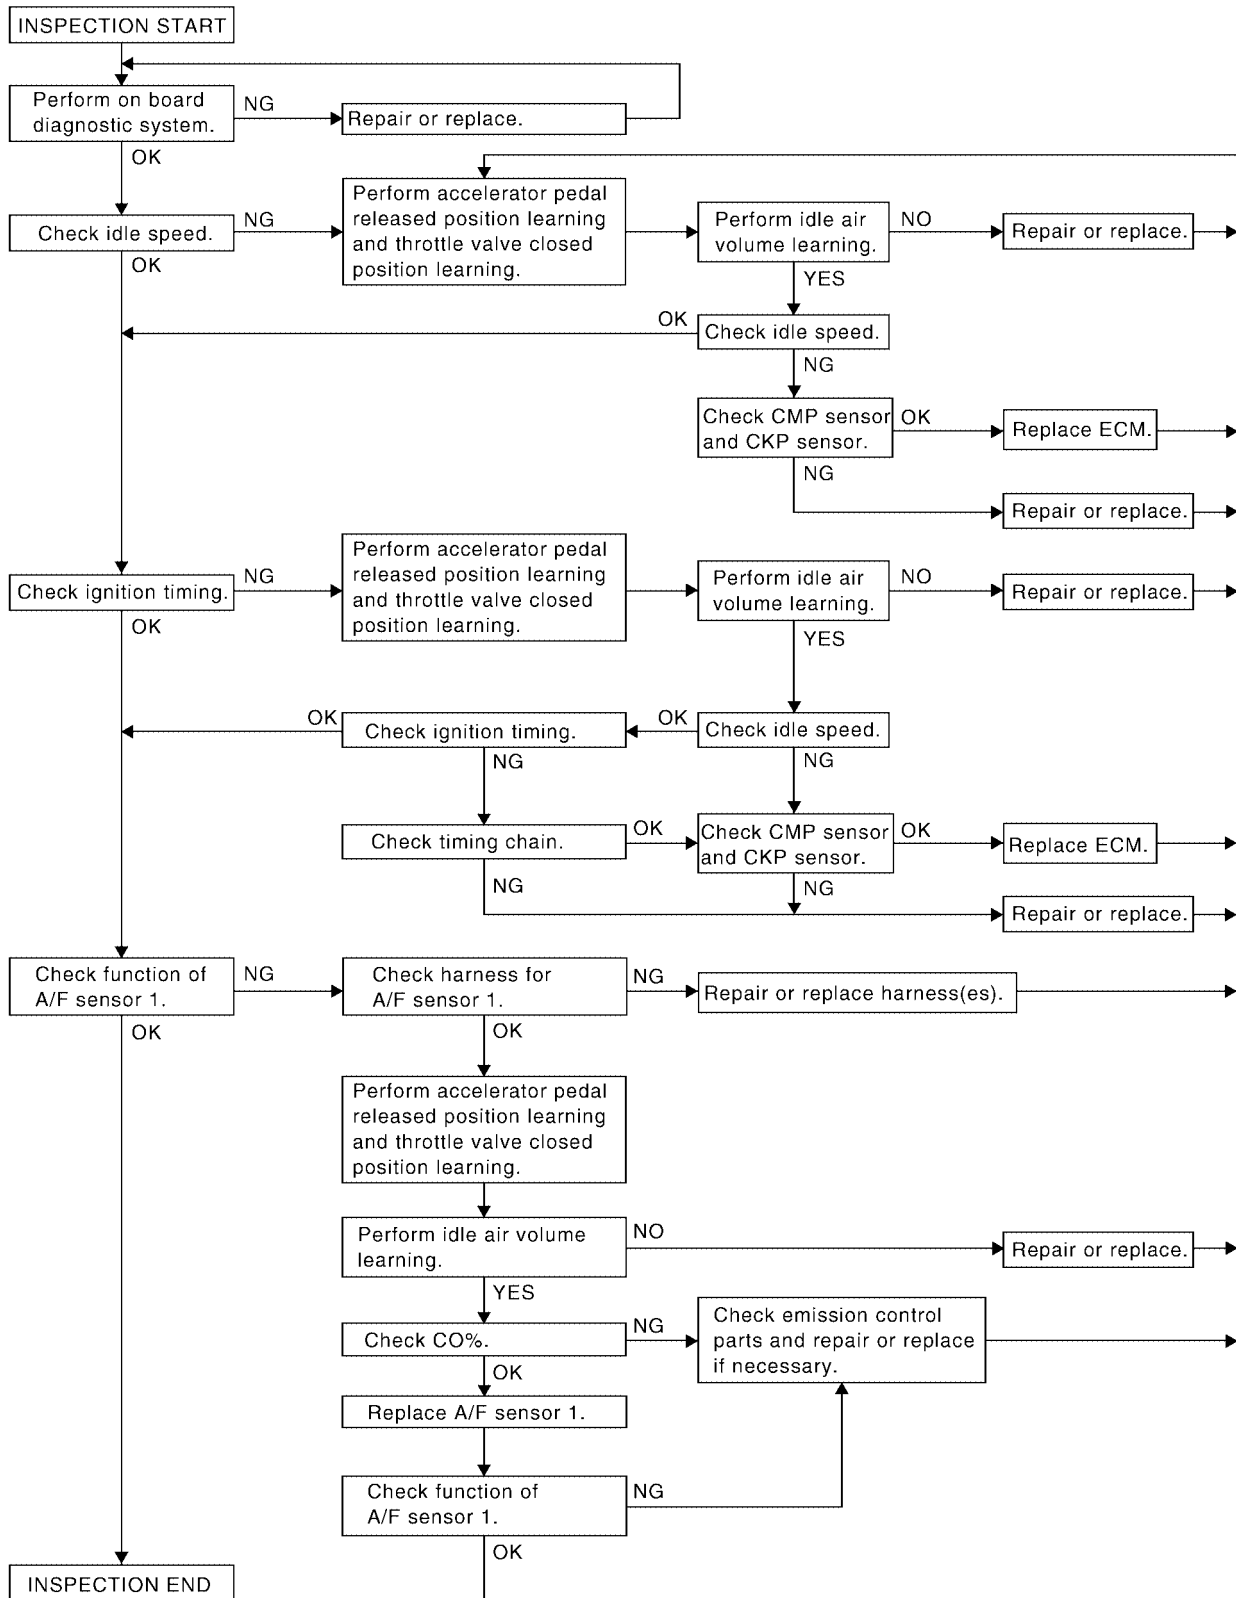 INSPECTION START
Perform on board
diagnostic system.
NG
Repair or replace.
OK
Check idle speed.
NG
Perform accelerator pedal
released position learning
and throttle valve closed
position learning.
Perform idle air
volume learning.
NO
Repair or replace.
OK
YES
OK
Check idle speed.
NG
Check CMP sensor
and CKP sensor.
OK
Replace ECM.
NG
Repair or replace.
Check ignition timing.
NG
Perform accelerator pedal
released position learning
and throttle valve closed
position learning.
Perform idle air
volume learning.
NO
Repair or replace.
OK
YES
OK
Check ignition timing.
OK
Check idle speed.
NG
NG
Check timing chain.
OK
Check CMP sensor
and CKP sensor.
OK
Replace ECM.
NG
NG
Repair or replace.
Check function of
A/F sensor 1.
NG
Check harness for
A/F sensor 1.
NG
Repair or replace harness(es).
OK
OK
Perform accelerator pedal
released position learning
and throttle valve closed
position learning.
Perform idle air volume
learning.
NO
Repair or replace.
YES
Check CO%.
NG
Check emission control
parts and repair or replace
if necessary.
OK
Replace A/F sensor 1.
Check function of
A/F sensor 1.
NG
OK
INSPECTION END